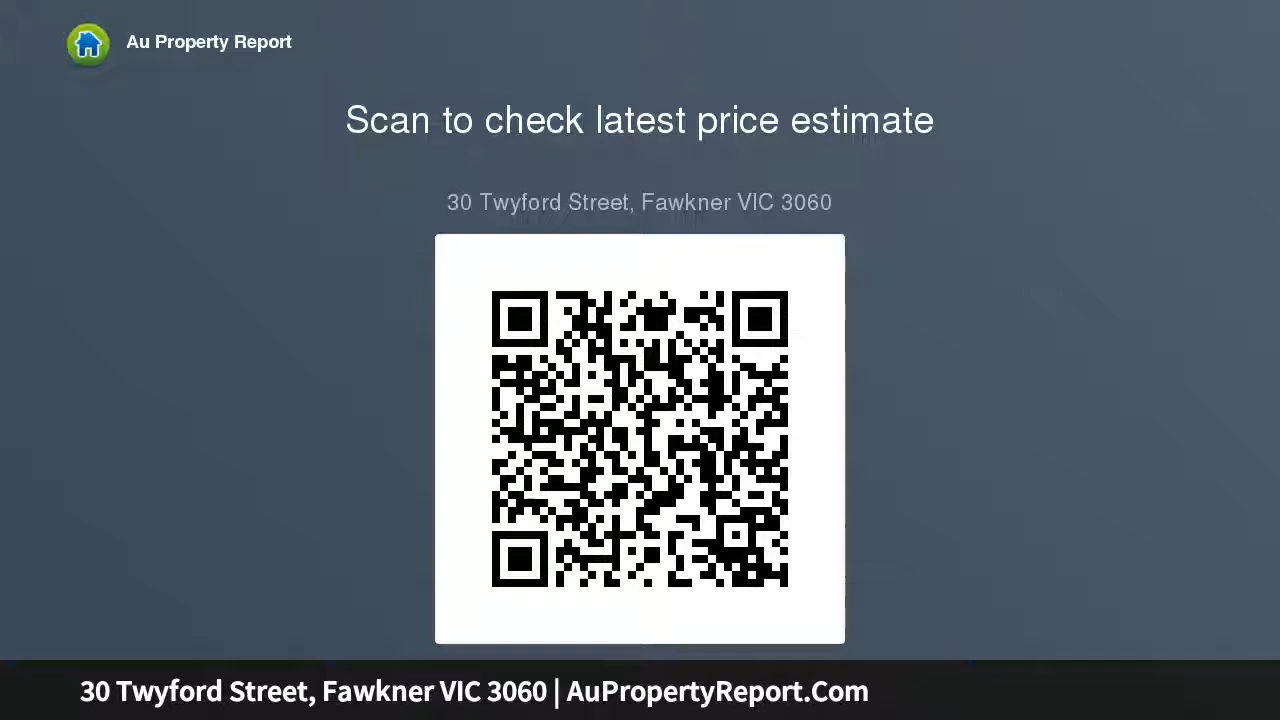 Au Property Report
Scan to check latest price estimate
30 Twyford Street, Fawkner VIC 3060
30 Twyford Street, Fawkner VIC 3060 | AuPropertyReport.Com